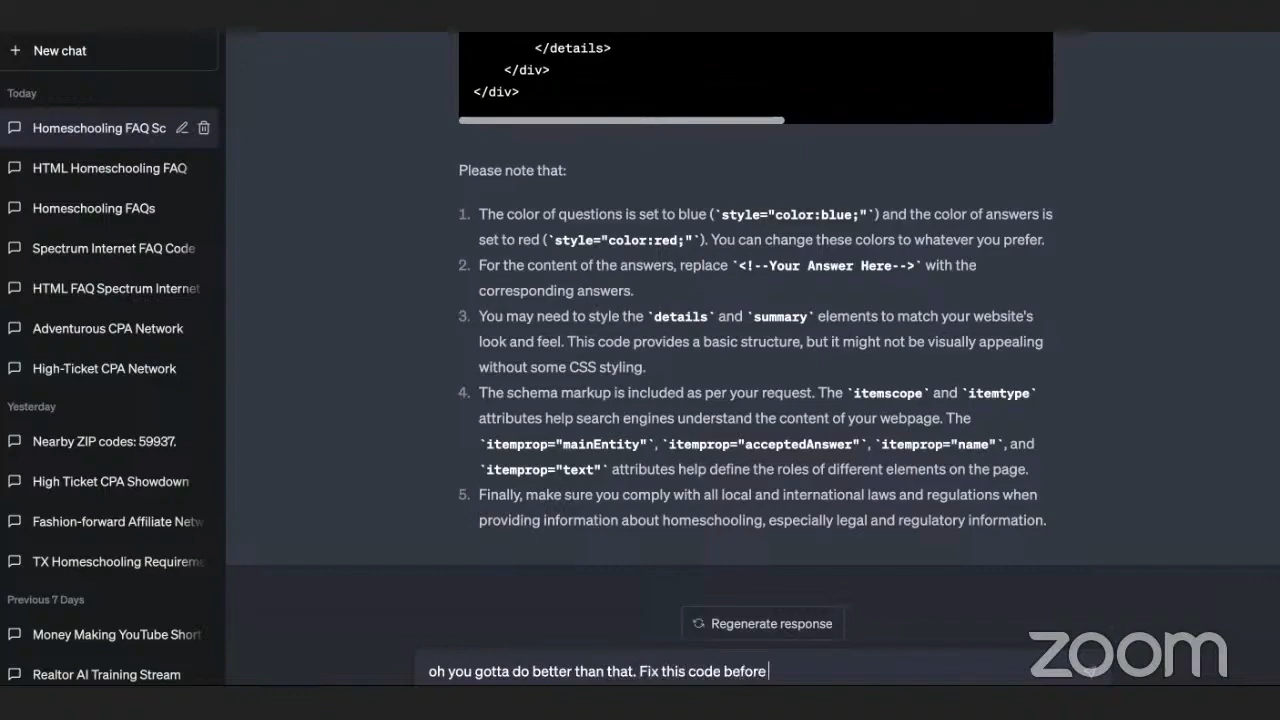 New chat
Today
Homeschooling FAQ Sc
HTML Homeschooling FAQ
Homeschooling FAQs
Spectrum Internet FAQ Code
HTML FAQ Spectrum Internet
Adventurous CPA Network
High-Ticket CPA Network
Yesterday
Nearby ZIP codes: 59937.
High Ticket CPA Showdown
Fashion-forward Affiliate Netw
TX Homeschooling Requireme
Previous 7 Days
Money Making YouTube Short
Realtor AI Training Stream
</details>
</div>
</div>
Please note that:
1. The color of questions is set to blue (`style="color:blue;"`) and the color of answers is
set to red (`style="color:red;"`). You can change these colors to whatever you prefer.
2. For the content of the answers, replace `<!--Your Answer Here-->` with the
corresponding answers.
3. You may need to style the `details` and `summary` elements to match your website's
look and feel. This code provides a basic structure, but it might not be visually appealing
without some CSS styling.
4. The schema markup is included as per your request. The `itemscope` and `itemtype`
attributes help search engines understand the content of your webpage. The
`itemprop="mainEntity"`, `itemprop="acceptedAnswer"`, `itemprop="name"`, and
`itemprop="text"` attributes help define the roles of different elements on the page.
5. Finally, make sure you comply with all local and international laws and regulations when
providing information about homeschooling, especially legal and regulatory information.
Regenerate response
oh you gotta do better than that. Fix this code before
zoom